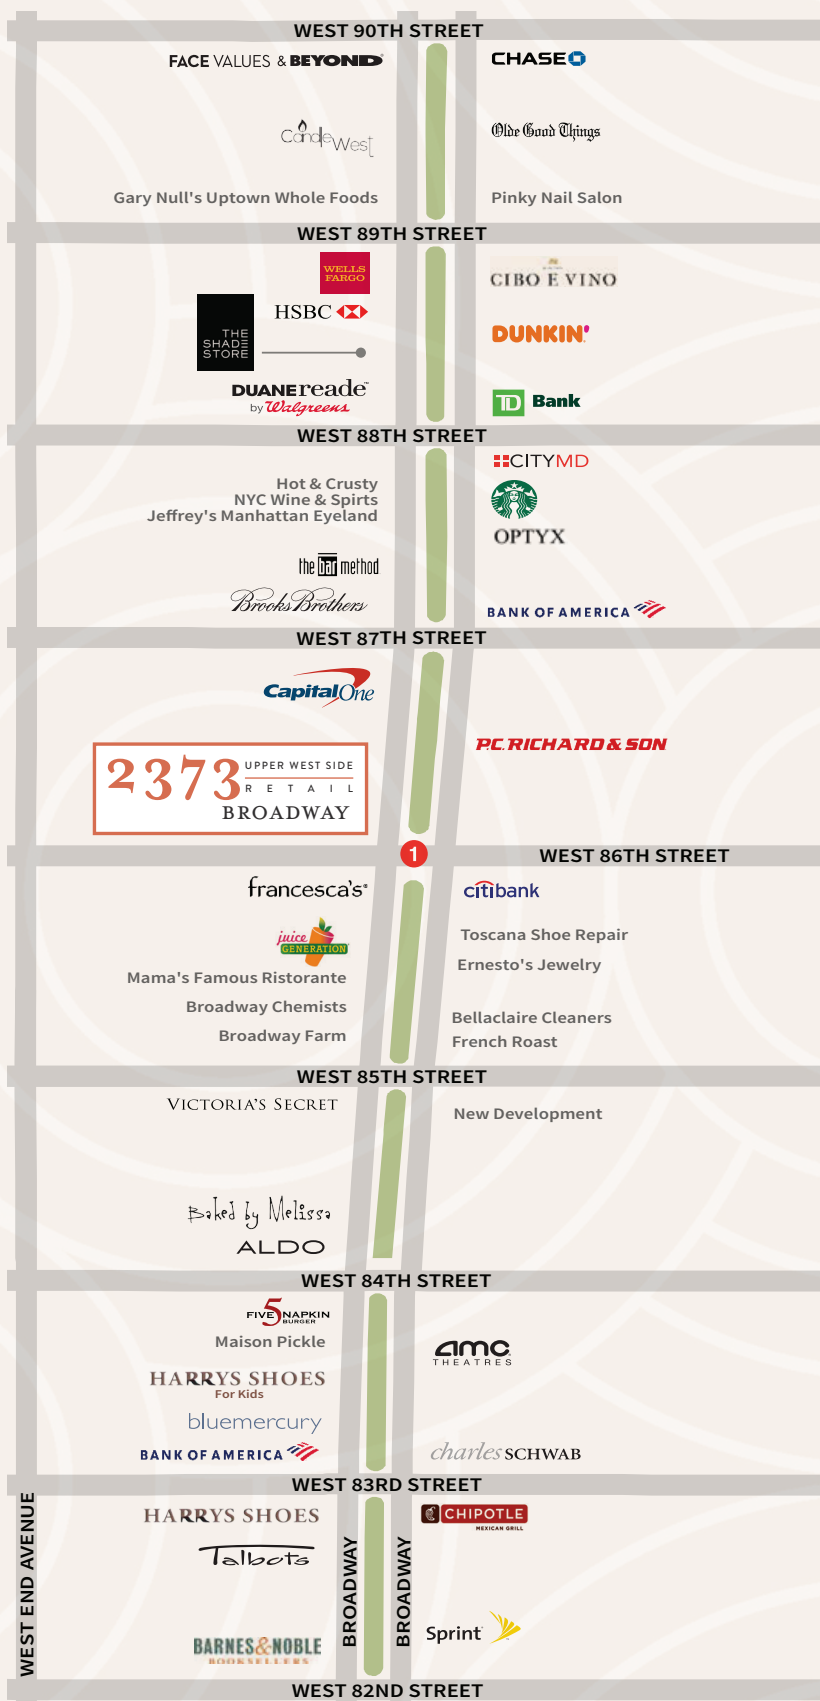 WEST 90TH STREET
FACE VALUES & BEYOND
CHASE
Candle West
Olde Good Things
Gary Null's Uptown Whole Foods
Pinky Nail Salon
WEST 89TH STREET
WELLS
FARGO
CIBO E VINO
HSBC
THE
SHADE
STORE
DUNKIN'
DUANE reade
by Walgreens
TD Bank
WEST 88TH STREET
CITYMD
Hot & Crusty
NYC Wine & Spirts
Jeffrey's Manhattan Eyeland
OPTYX
the bar method
Brooks Brothers
BANK OF AMERICA
WEST 87TH STREET
Capital One
P.C. RICHARD & SON
2373 UPPER WEST SIDE
RETAIL
BROADWAY
1
WEST 86TH STREET
francesca's
citibank
juice
GENERATION
Toscana Shoe Repair
Ernesto's Jewelry
Mama's Famous Ristorante
Broadway Chemists
Broadway Farm
Bellaclaire Cleaners
French Roast
WEST 85TH STREET
VICTORIA'S SECRET
New Development
Baked by Melissa
ALDO
WEST 84TH STREET
FIVE 5 NAPKIN
BURGER
Maison Pickle
amc
THEATRES
HARRYS SHOES
For Kids
bluemercury
BANK OF AMERICA
charles SCHWAB
WEST 83RD STREET
HARRYS SHOES
CHIPOTLE
MEXICAN GRILL
Talbots
WEST END AVENUE
BROADWAY
BROADWAY
Sprint
BARNES & NOBLE
BOOKSELLERS
WEST 82ND STREET